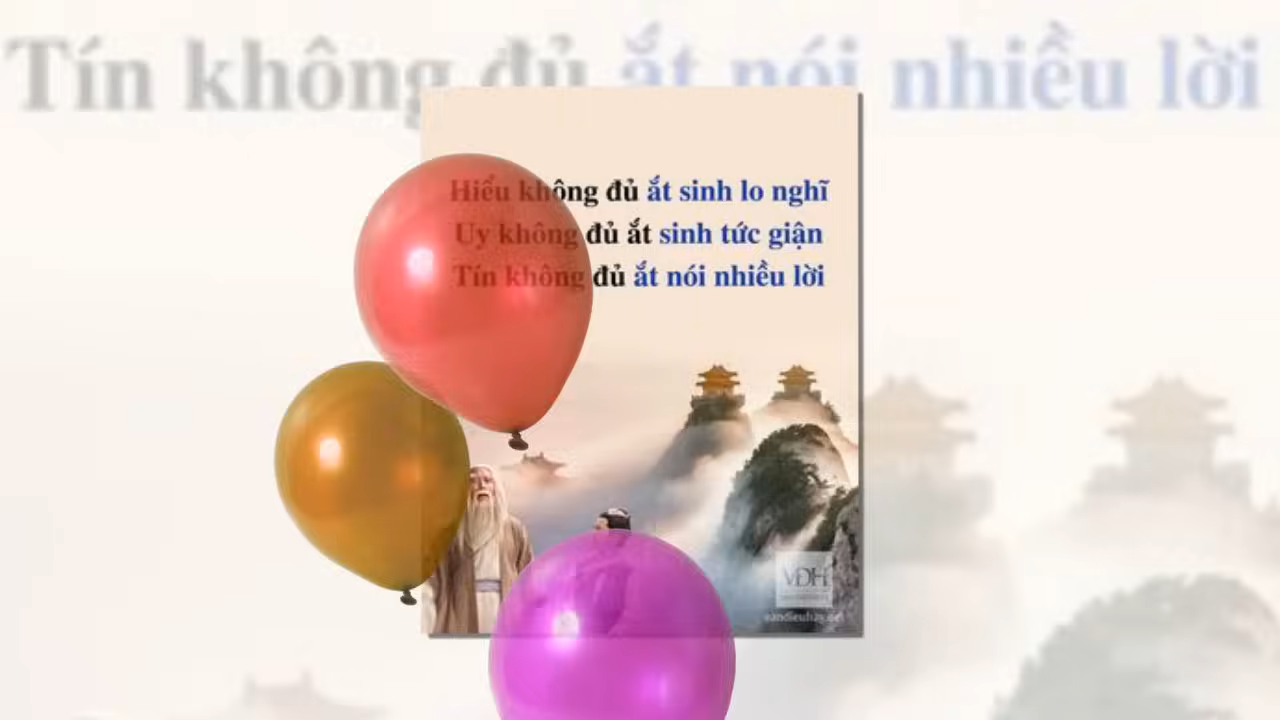 Tín không đủ ắt nói nhiều lời
Hiểu không đủ ắt sinh lo nghĩ
Uy không đủ ắt sinh tức giận
Tín không đủ ắt nói nhiều lời
VDH
vandieuhay.net